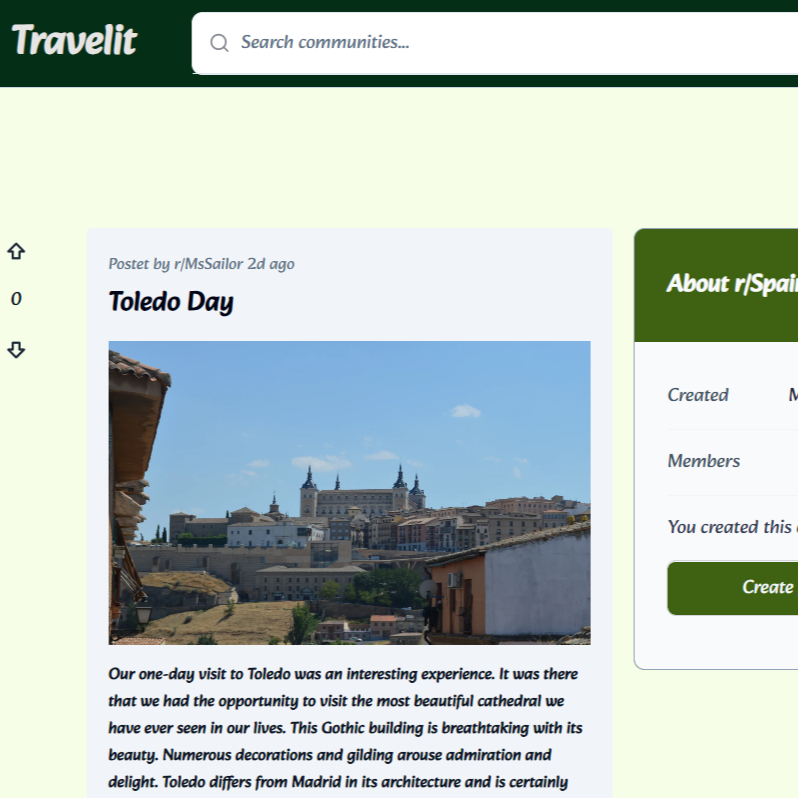 Travelit
Search communities...
0
Postet by r/MsSailor 2d ago
Toledo Day
Our one-day visit to Toledo was an interesting experience. It was there
that we had the opportunity to visit the most beautiful cathedral we
have ever seen in our lives. This Gothic building is breathtaking with its
beauty. Numerous decorations and gilding arouse admiration and
delight. Toledo differs from Madrid in its architecture and is certainly
About r/Spai
Created
Members
You created this
Create